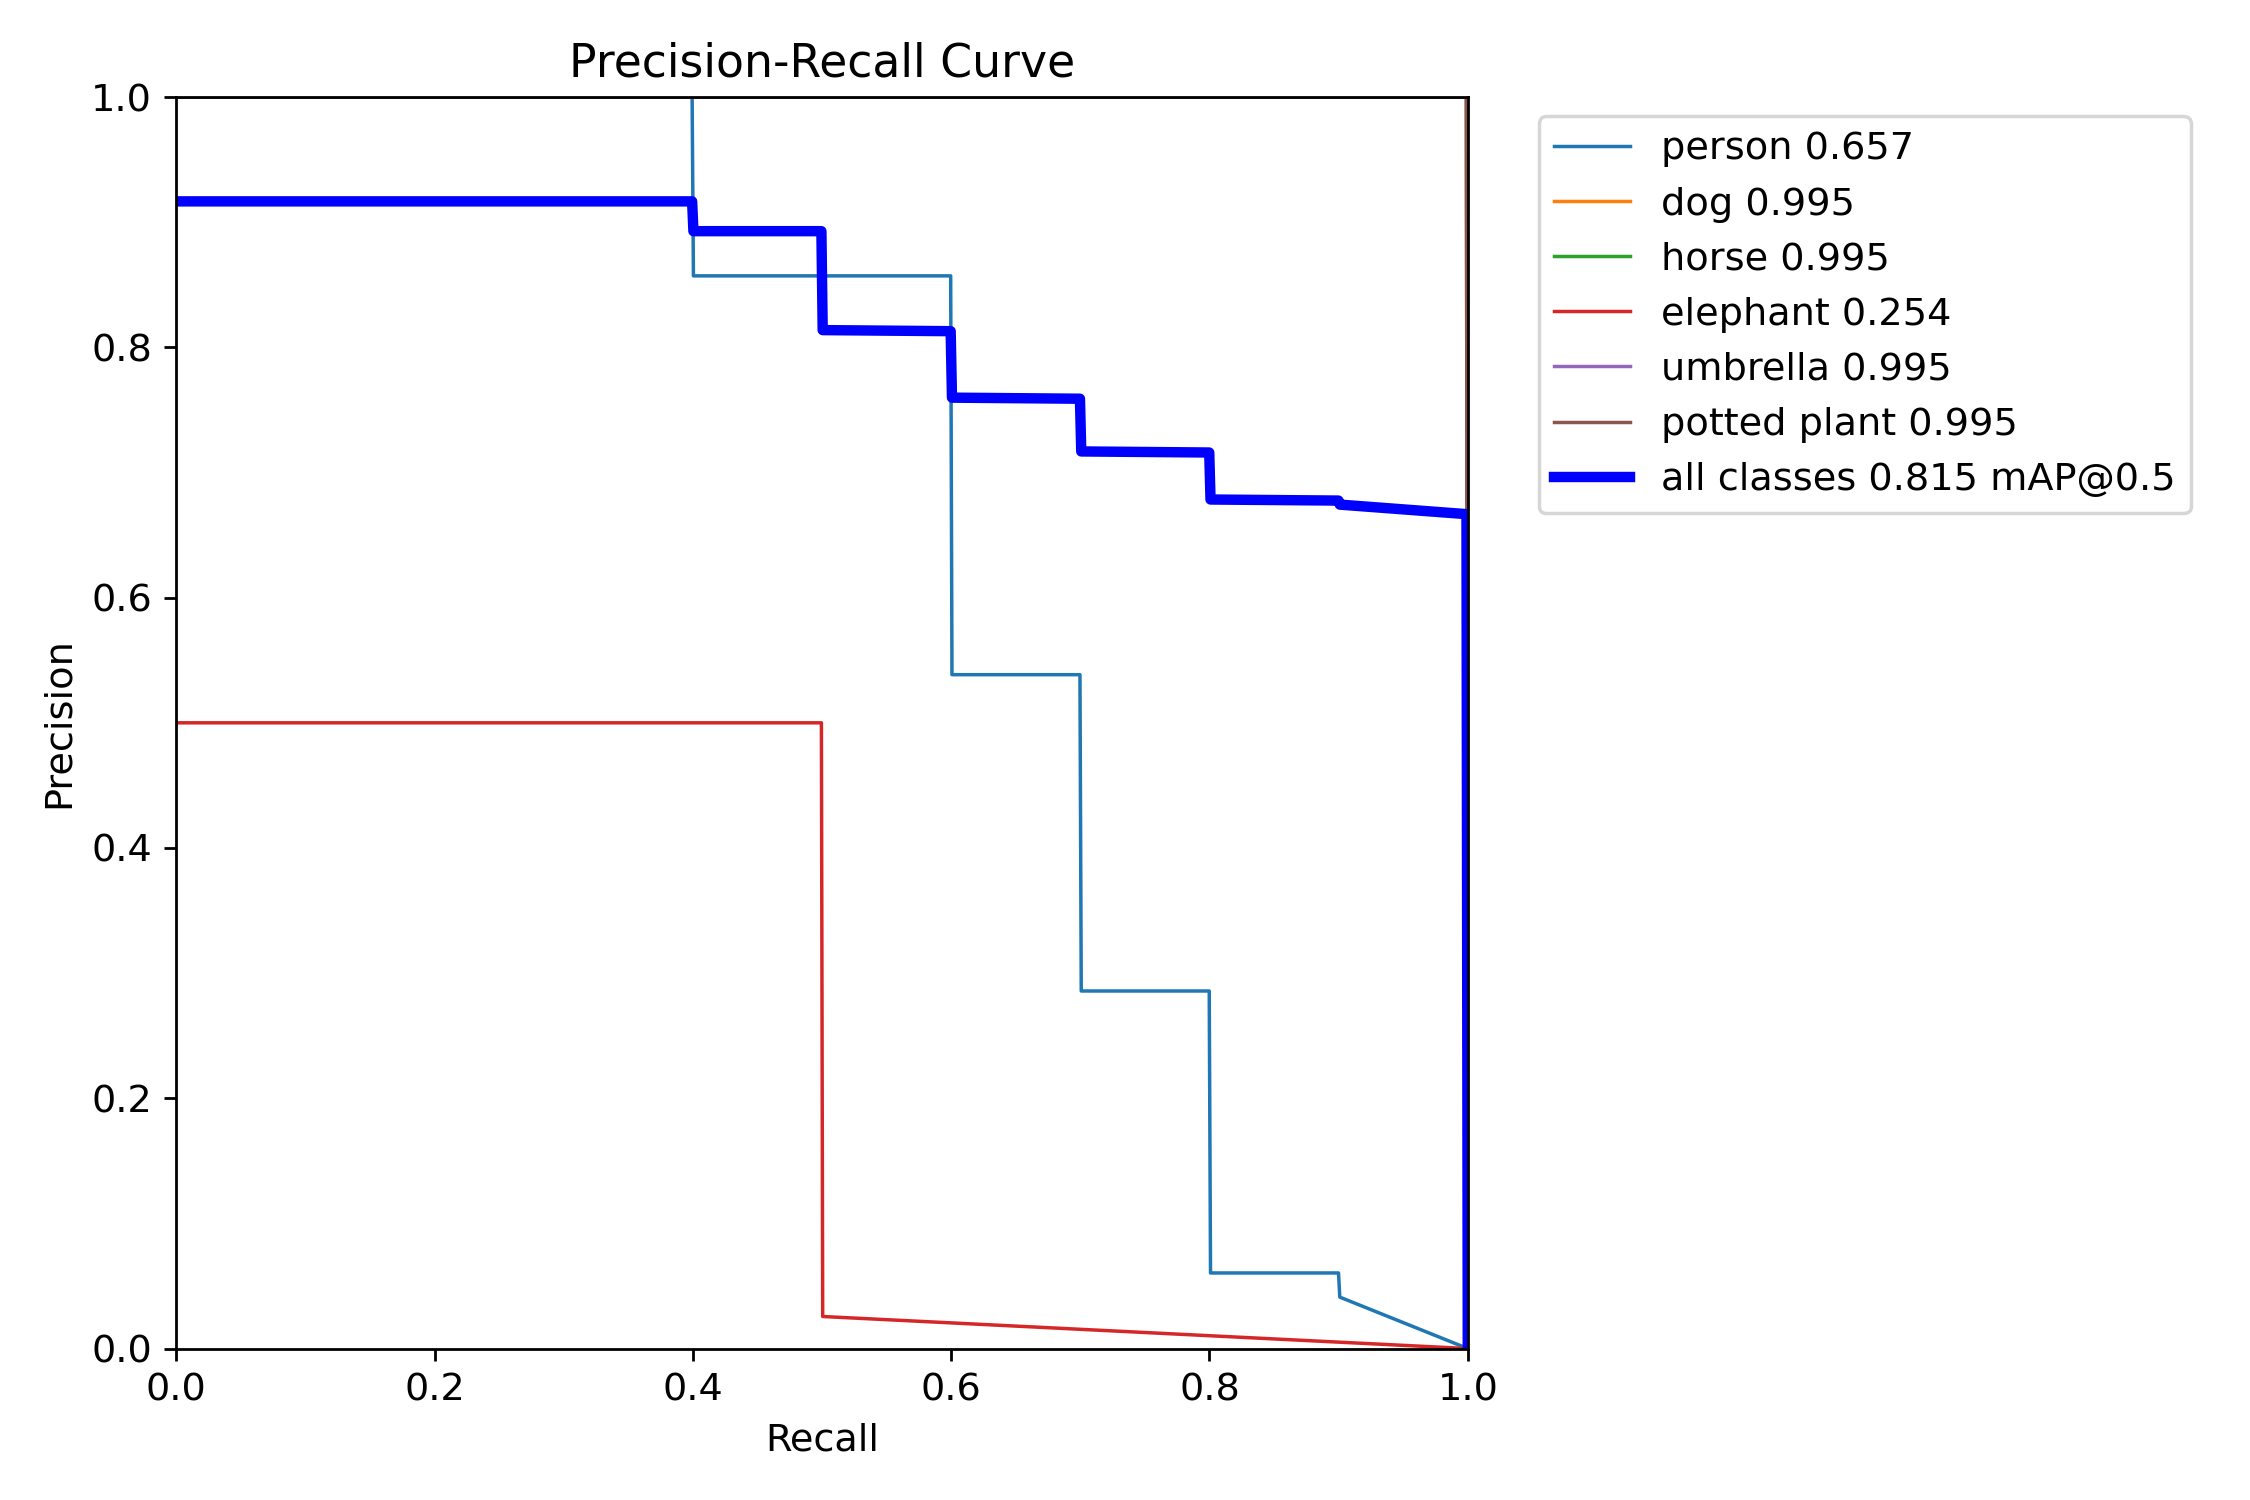 Precision-Recall Curve
1.0
0.8
0.6
0.4
0.2
0.0
Precision
0.0 0.2 0.4 0.6 0.8 1.0
Recall
person 0.657
dog 0.995
horse 0.995
elephant 0.254
umbrella 0.995
potted plant 0.995
all classes 0.815 mAP@0.5